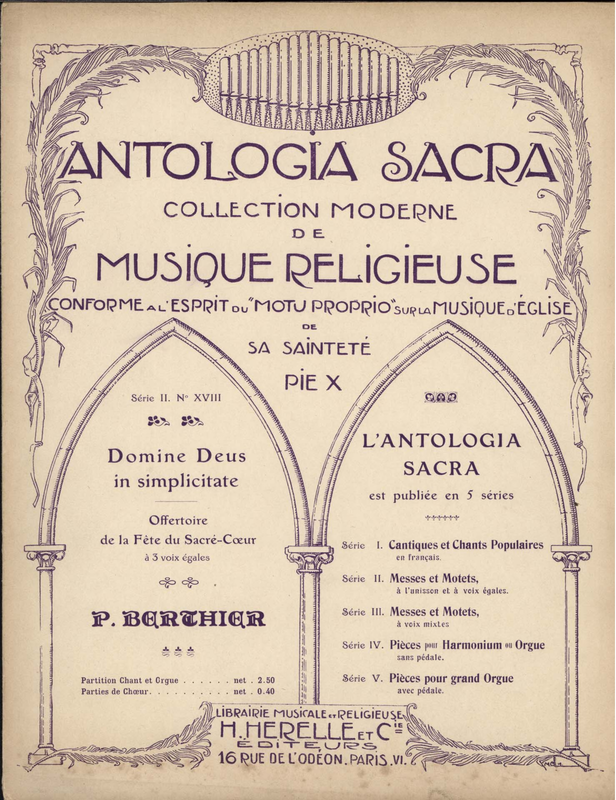 ANTOLOGIA SACRA
COLLECTION MODERNE
DE
MUSIQUE RELIGIEUSE
CONFORME A L'ESPRIT DU "MOTU PROPRIO" SUR LA MUSIQUE D'ÉGLISE
DE
SA SAINTETÉ
PIE X
Série II. No XVIII
Domine Deus
in simplicitate
Offertoire
de la Fête du Sacré-Cœur
à 3 voix égales
P. BERTHIER
Partition Chant et Orgue . . . . . . net . 2.50
Parties de Chœur. . . . . . . . . . net . 0.40
L'ANTOLOGIA
SACRA
est publiée en 5 séries
Série I. Cantiques et Chants Populaires
en français.
Série II. Messes et Motets,
à l'unisson et à voix égales.
Série III. Messes et Motets,
à voix mixtes
Série IV. Pièces pour Harmonium ou Orgue
sans pédale.
Série V. Pièces pour grand Orgue
avec pédale.
LIBRAIRIE MUSICALE ET RELIGIEUSE
H. HERELLE ET Cie
ÉDITEURS
16 RUE DE L'ODÉON. PARIS. VI.